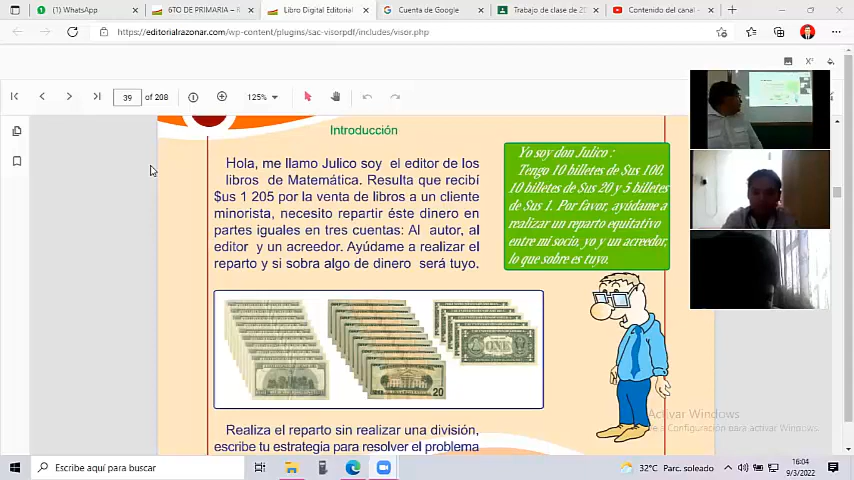 (1) WhatsApp
6TO DE PRIMARIA – R
Libro Digital Editorial
Cuenta de Google
Trabajo de clase de 2D
Contenido del canal -
https://editorialrazonar.com/wp-content/plugins/sac-visorpdf/includes/visor.php
39 of 208
125%
Introducción
Hola, me llamo Julico soy el editor de los
libros de Matemática. Resulta que recibí
$us 1 205 por la venta de libros a un cliente
minorista, necesito repartir éste dinero en
partes iguales en tres cuentas: Al autor, al
editor y un acreedor. Ayúdame a realizar el
reparto y si sobra algo de dinero será tuyo.
Yo soy don Julico :
Tengo 10 billetes de $us 100,
10 billetes de $us 20 y 5 billetes
de $us 1. Por favor, ayúdame a
realizar un reparto equitativo
entre mi socio, yo y un acreedor,
lo que sobre es tuyo.
20
ONE
Realiza el reparto sin realizar una división,
escribe tu estrategia para resolver el problema
Activar Windows
Ve a Configuración para activar Windows.
Escribe aquí para buscar
32°C Parc. soleado
16:04
9/3/2022